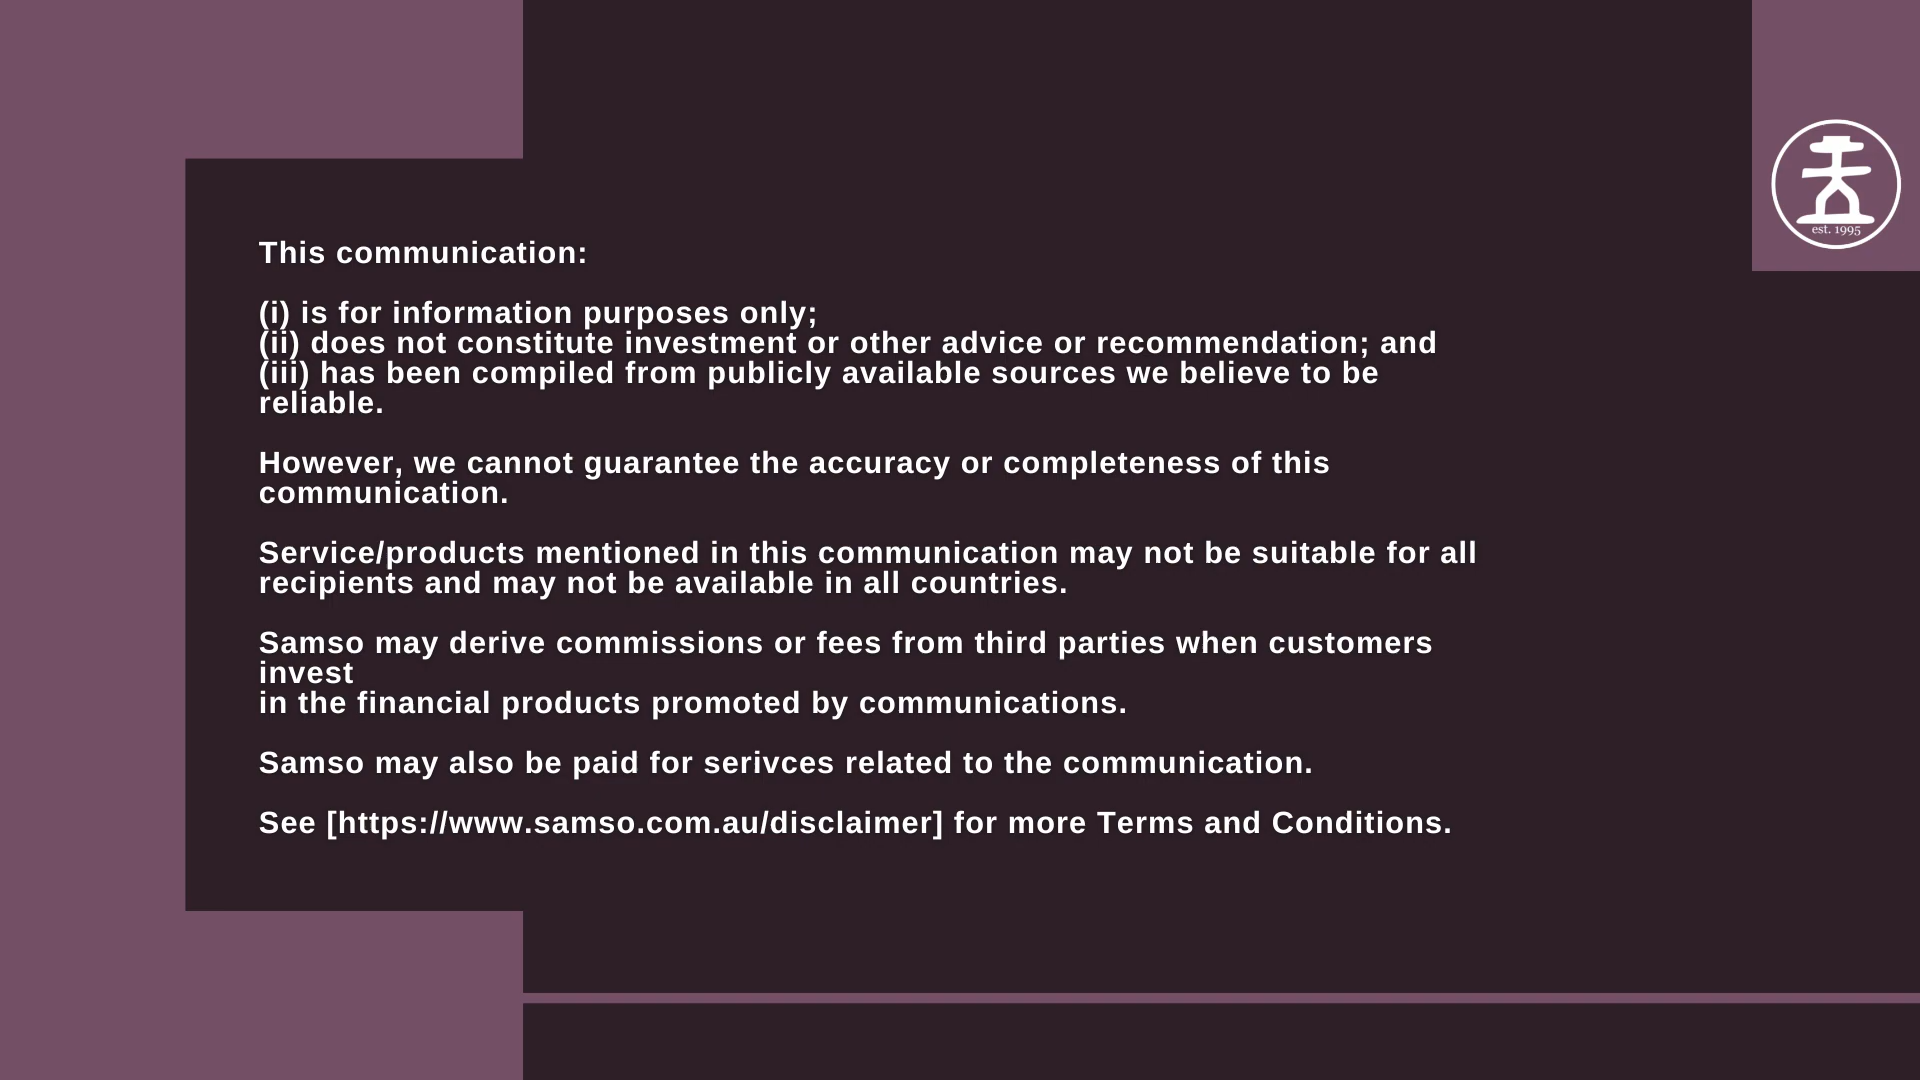 est. 1995
This communication:
(i) is for information purposes only;
(ii) does not constitute investment or other advice or recommendation; and
(iii) has been compiled from publicly available sources we believe to be
reliable.
However, we cannot guarantee the accuracy or completeness of this
communication.
Service/products mentioned in this communication may not be suitable for all
recipients and may not be available in all countries.
Samso may derive commissions or fees from third parties when customers
invest
in the financial products promoted by communications.
Samso may also be paid for serivces related to the communication.
See [https://www.samso.com.au/disclaimer] for more Terms and Conditions.